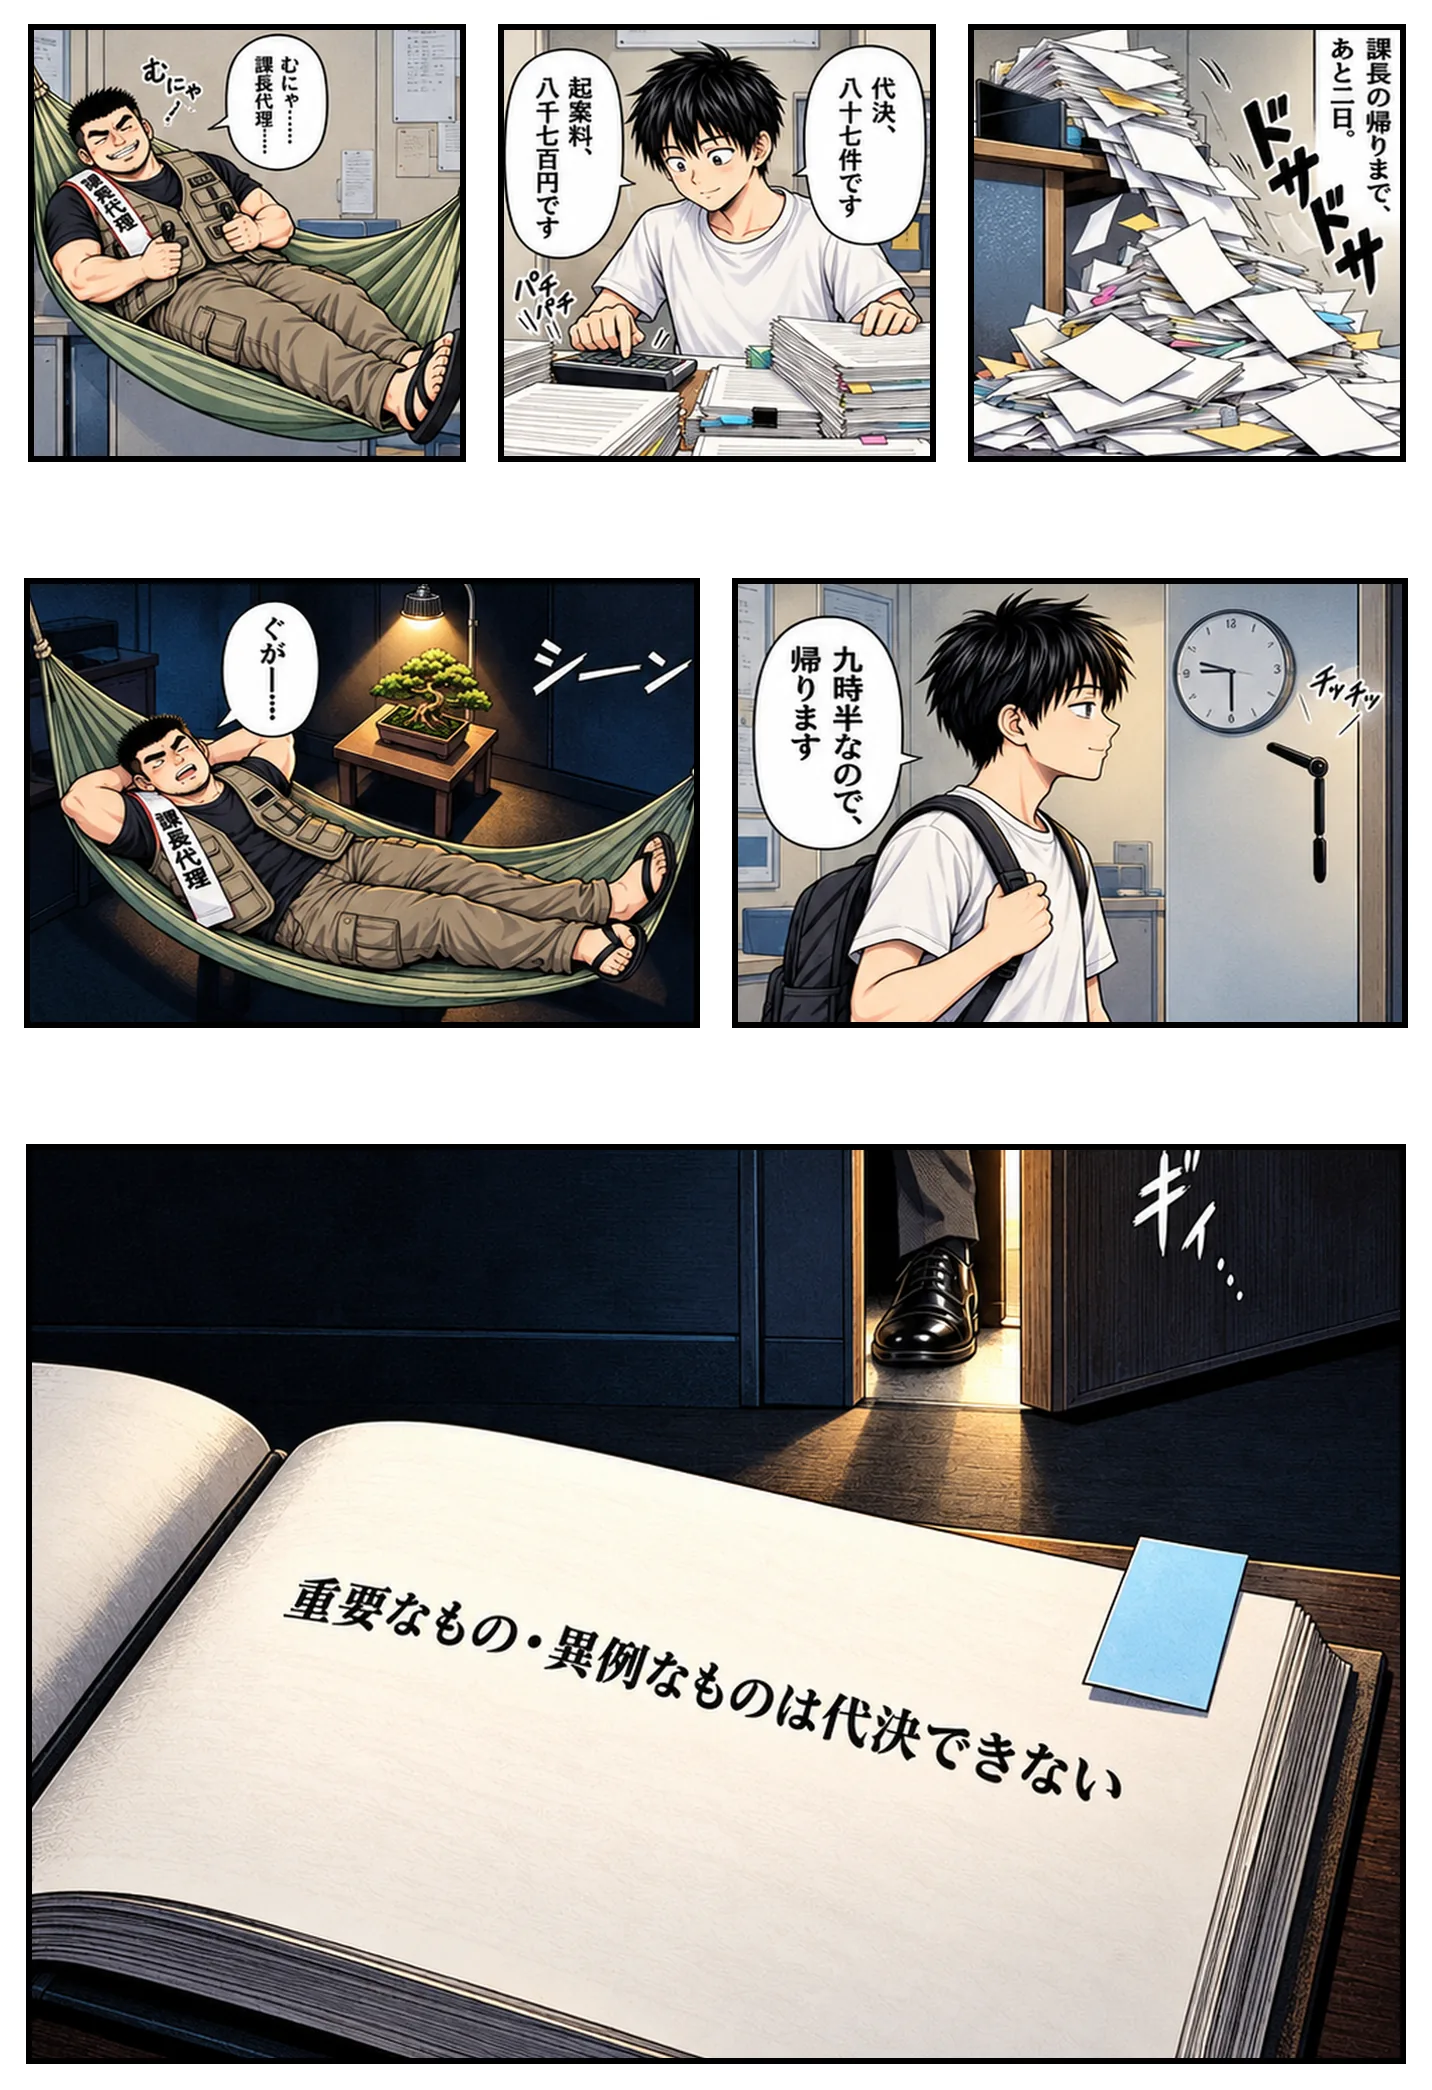 課長の帰りまで、
あと二日。
ドサドサ
代決、
八十七件です
起案料、
八千七百円です
パチ
パチ
むにゃ……
課長代理……
むにゃ
！
課長代理
チッチッ
九時半なので、
帰ります
9
3
6
シーン
ぐがー……
課長代理
ギィ…
重要なもの・異例なものは代決できない